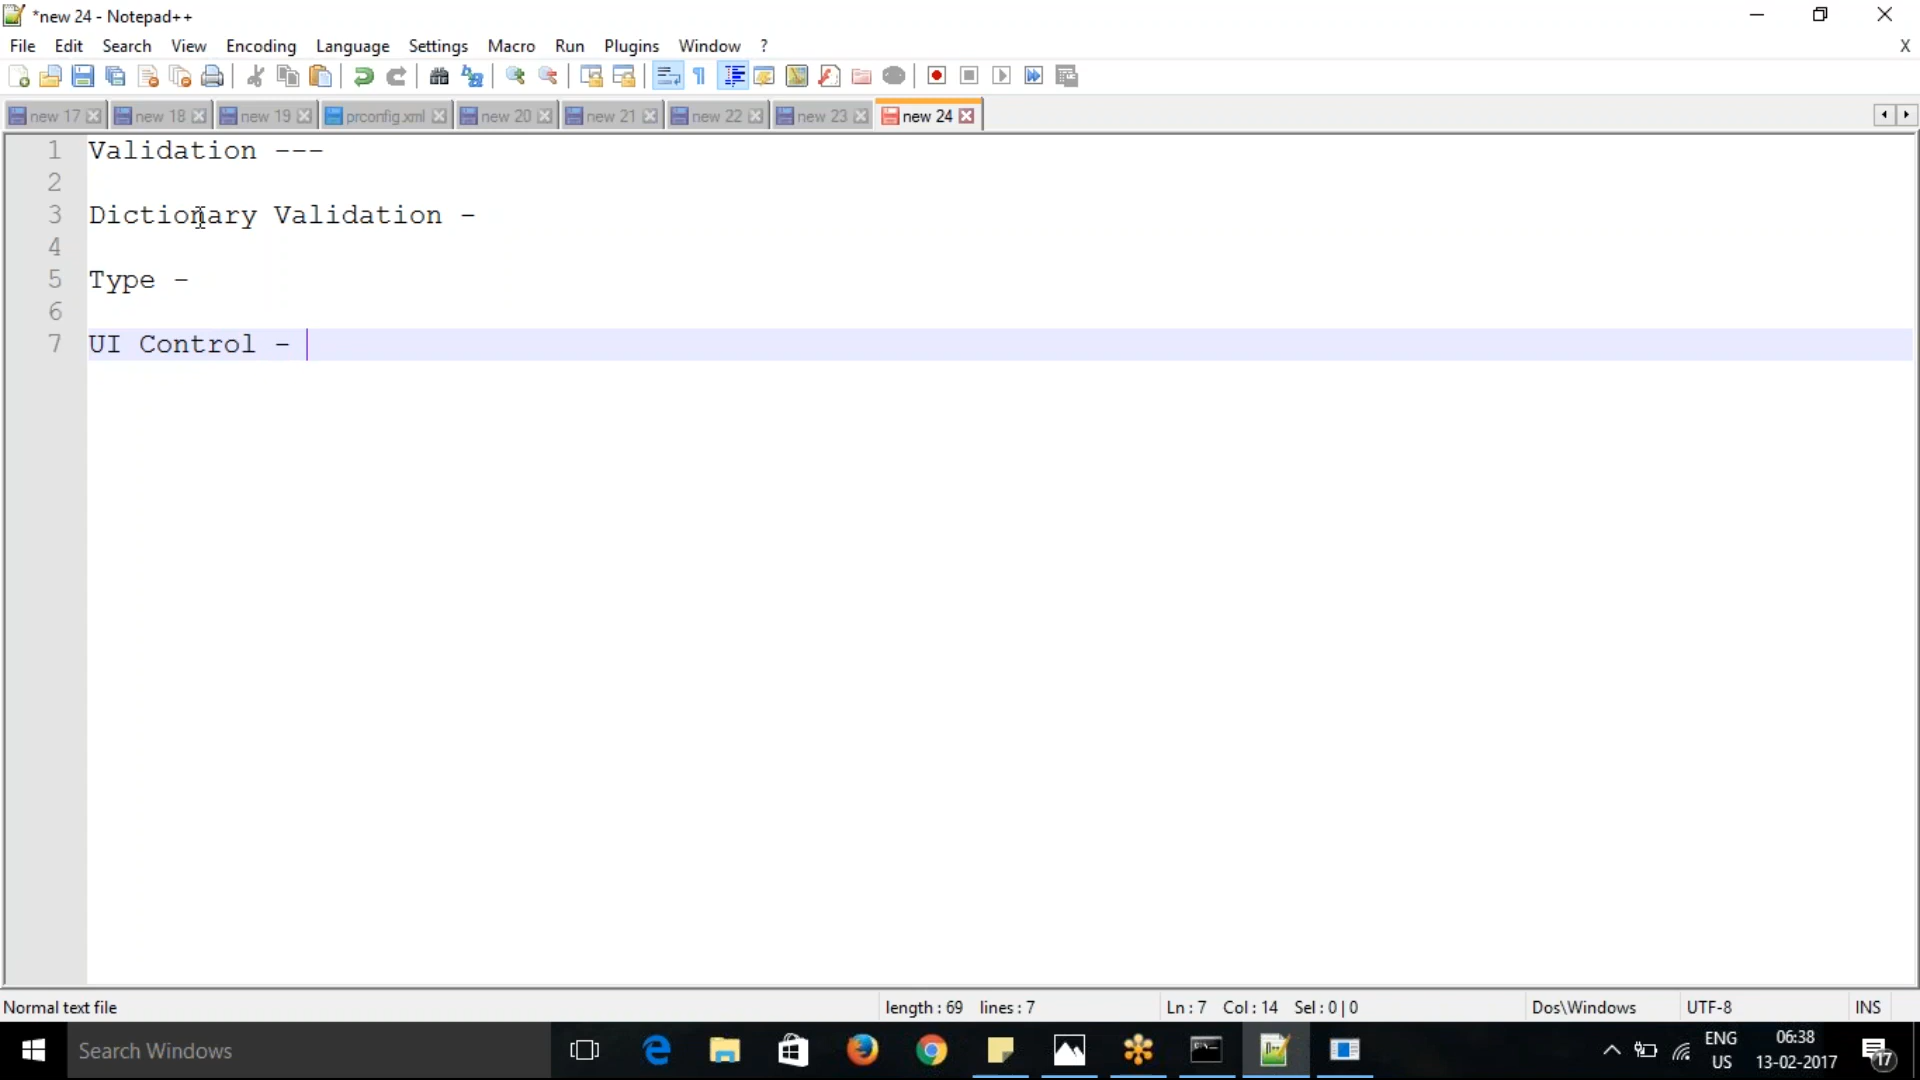 *new 24 - Notepad++
File Edit Search View Encoding Language Settings Macro Run Plugins Window ?
X
new 17 new 18 new 19 prconfig.xml new 20 new 21 new 22 new 23 new 24
1 Validation ---
2
3 Dictionary Validation -
4
5 Type -
6
7 UI Control -
Normal text file length : 69 lines : 7 Ln : 7 Col : 14 Sel : 0 | 0 Dos\Windows UTF-8 INS
Search Windows
ENG
US
06:38
13-02-2017
17